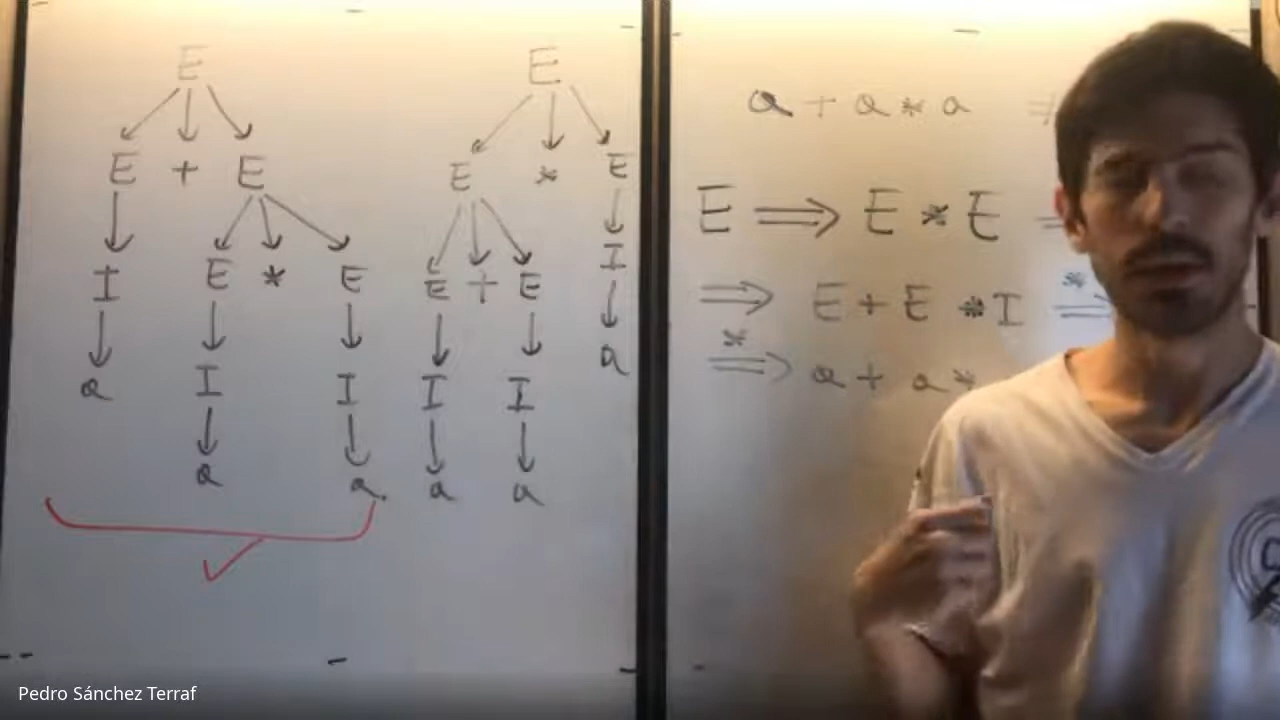 E
E + E
I E * E
a I I
a a
E
E * E
E + E I
I I a
a a
a + a * a ≠
E ⟹ E * E =
⟹ E + E * I *⟹
*⟹ a + a *
Pedro Sánchez Terraf